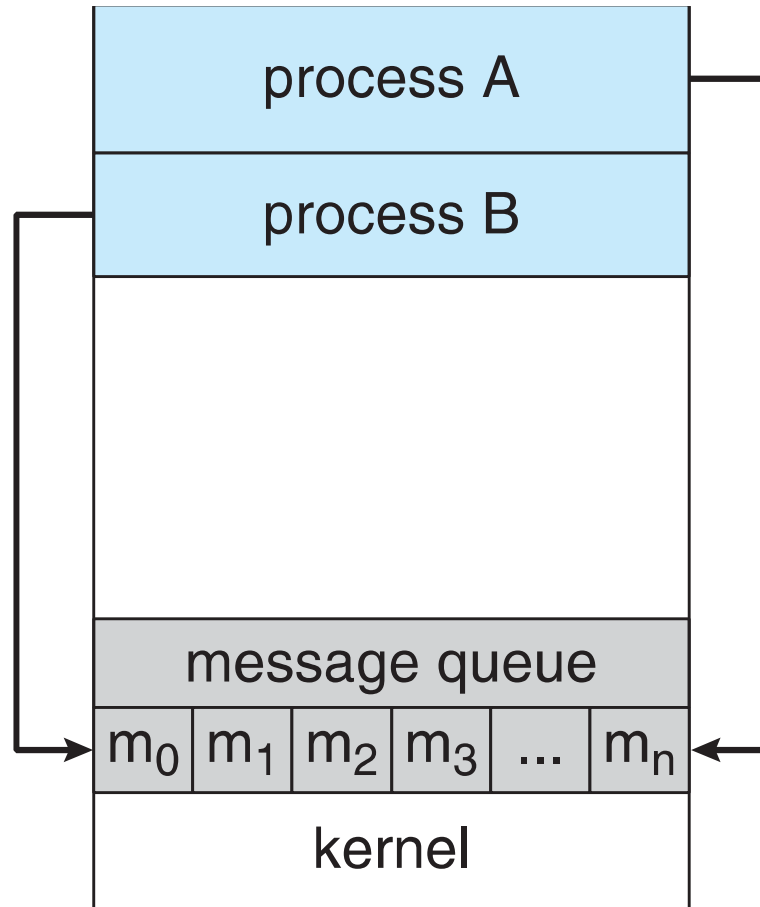 process A
process B
message queue
m₀ m₁ m₂ m₃ ... mₙ
kernel